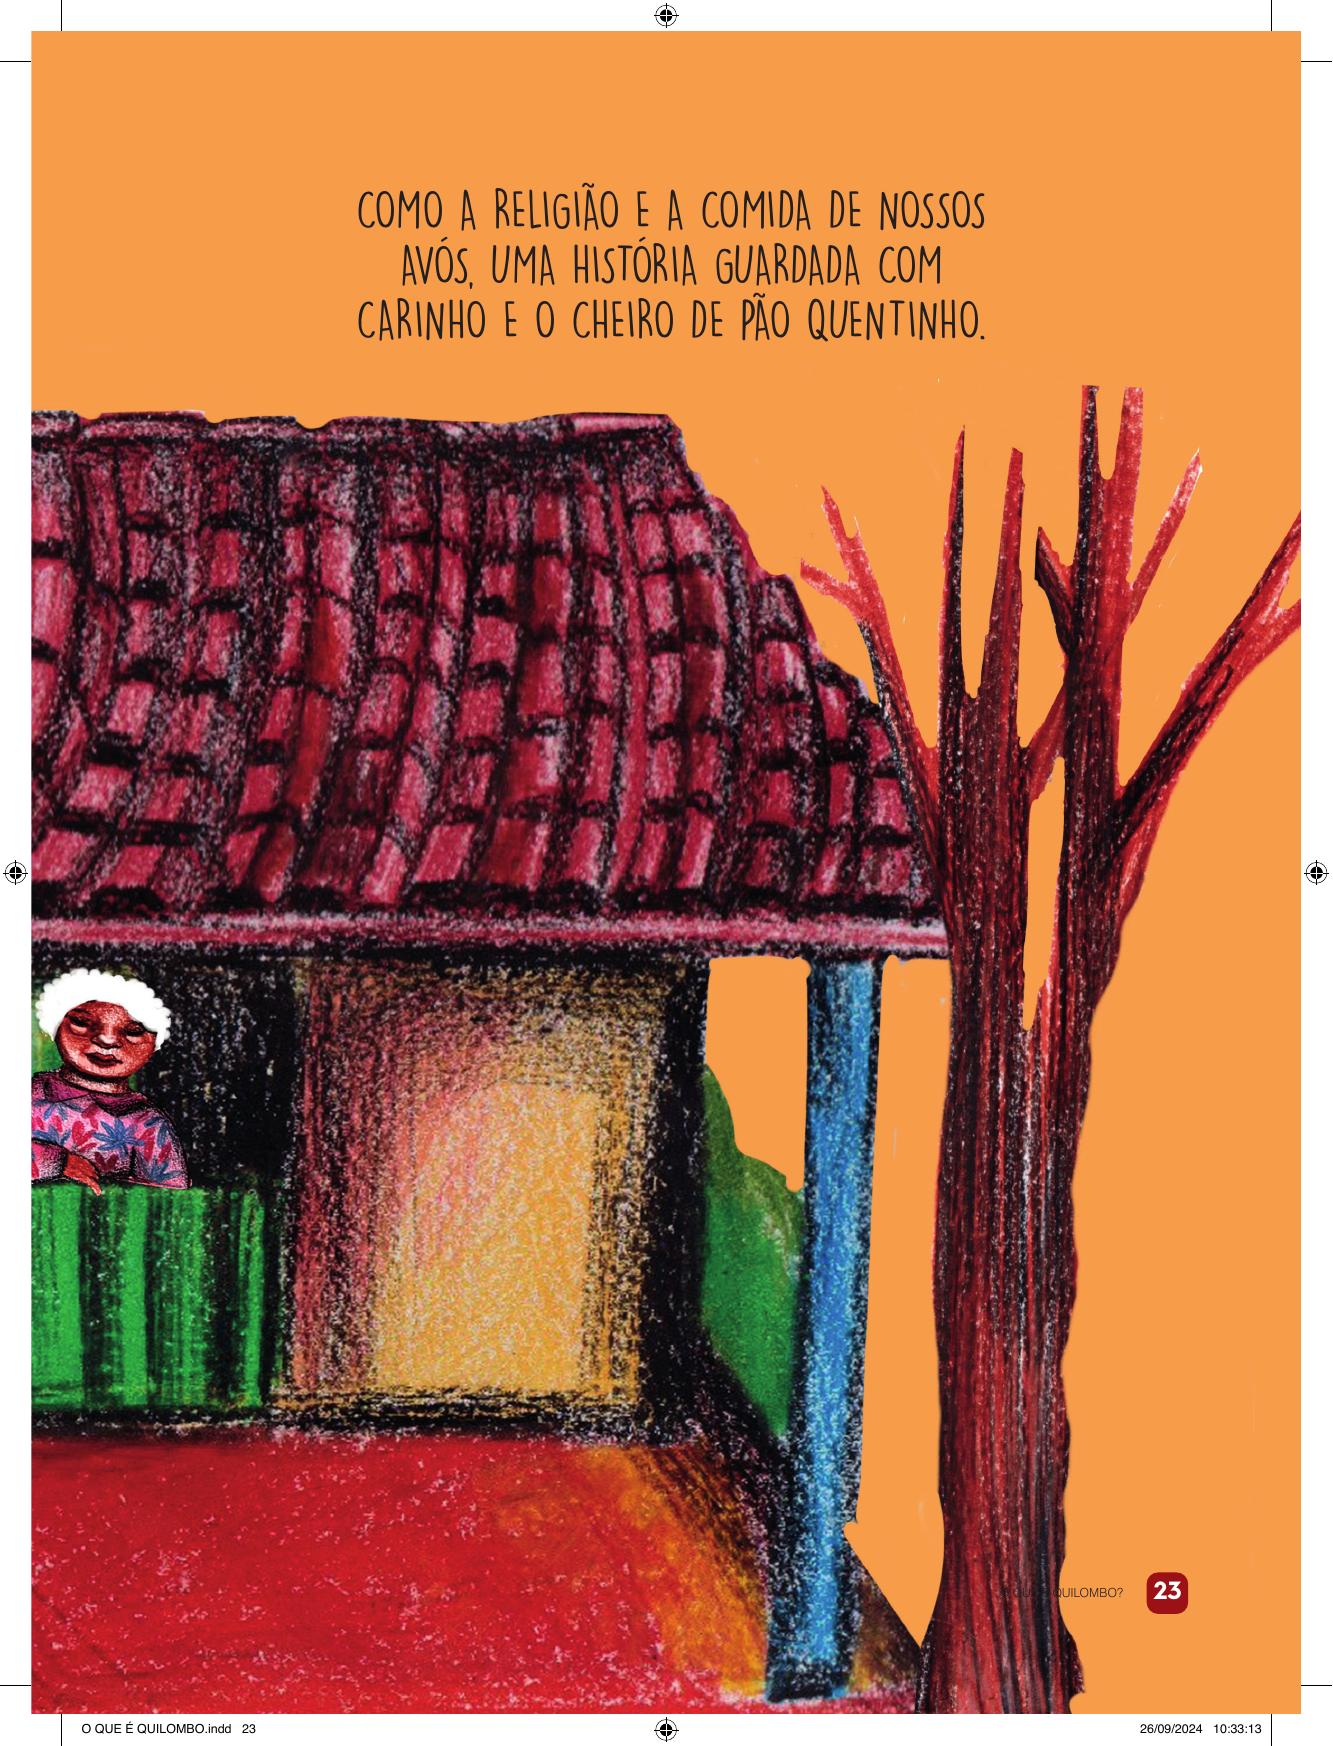 COMO A RELIGIÃO E A COMIDA DE NOSSOS
AVÓS, UMA HISTÓRIA GUARDADA COM
CARINHO E O CHEIRO DE PÃO QUENTINHO.
O QUE É QUILOMBO? 23
O QUE É QUILOMBO.indd 23 26/09/2024 10:33:13